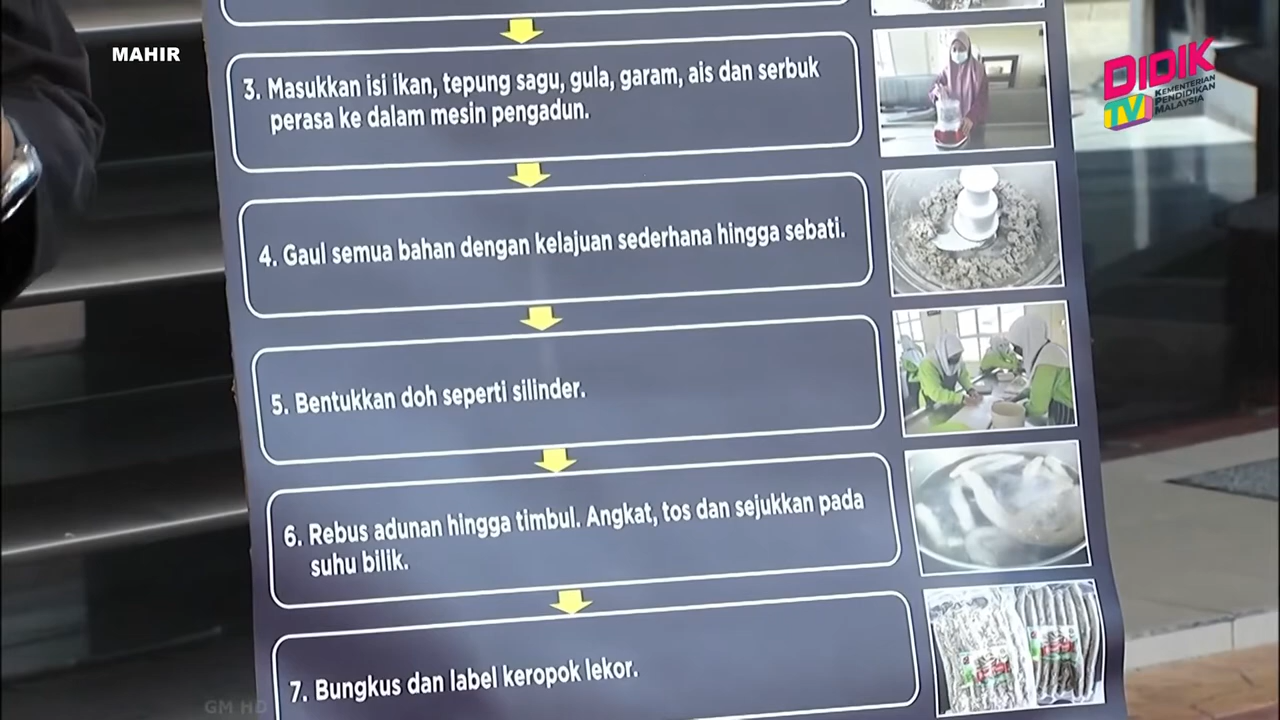 MAHIR
DIDIK
TV
KEMENTERIAN
PENDIDIKAN
MALAYSIA
3. Masukkan isi ikan, tepung sagu, gula, garam, ais dan serbuk
perasa ke dalam mesin pengadun.
4. Gaul semua bahan dengan kelajuan sederhana hingga sebati.
5. Bentukkan doh seperti silinder.
6. Rebus adunan hingga timbul. Angkat, tos dan sejukkan pada
suhu bilik.
7. Bungkus dan label keropok lekor.
GM HD